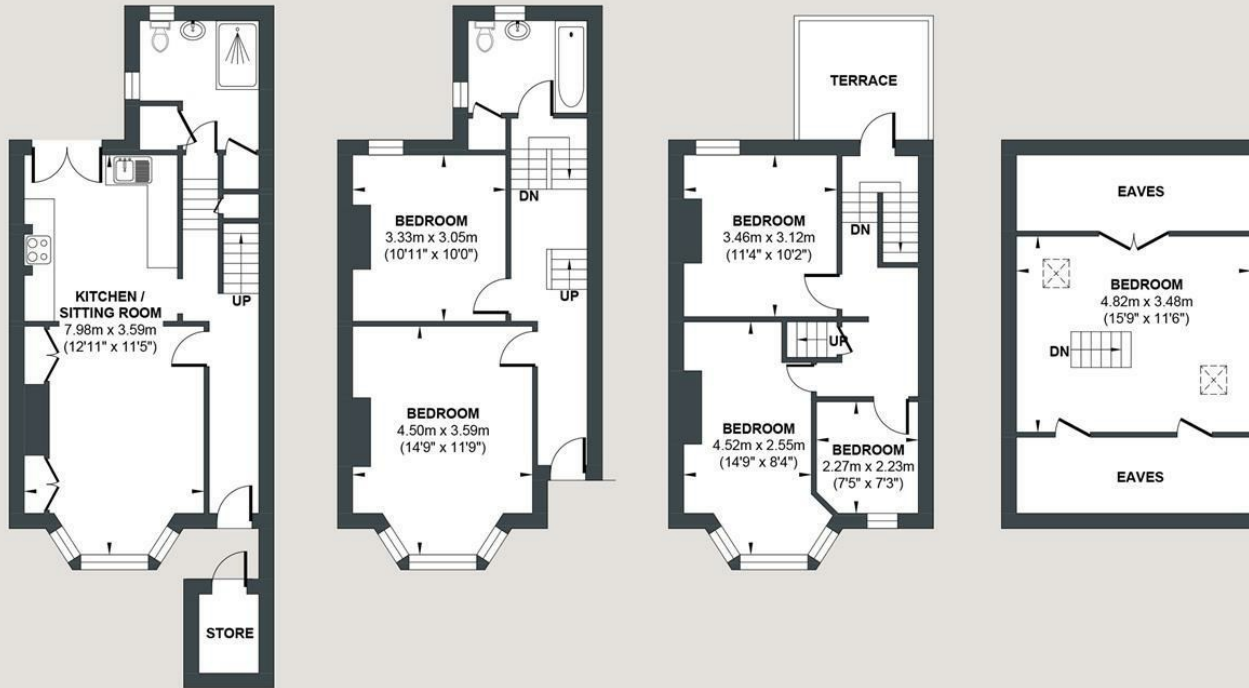 KITCHEN /
SITTING ROOM
7.98m x 3.59m
(12'11" x 11'5")
UP
STORE
BEDROOM
3.33m x 3.05m
(10'11" x 10'0")
DN
UP
BEDROOM
4.50m x 3.59m
(14'9" x 11'9")
TERRACE
BEDROOM
3.46m x 3.12m
(11'4" x 10'2")
DN
UP
BEDROOM
4.52m x 2.55m
(14'9" x 8'4")
BEDROOM
2.27m x 2.23m
(7'5" x 7'3")
EAVES
BEDROOM
4.82m x 3.48m
(15'9" x 11'6")
DN
EAVES